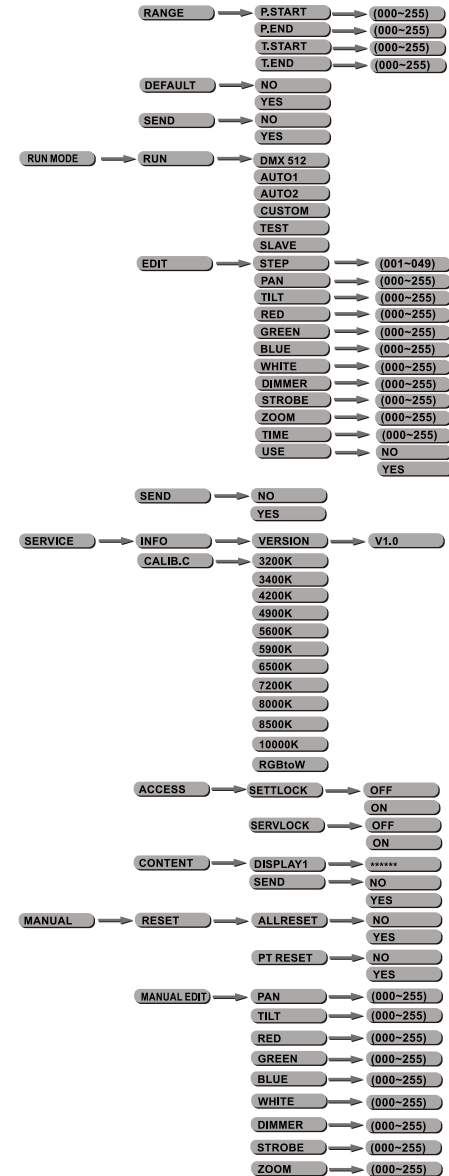 RANGE P.START (000~255)
P.END (000~255)
T.START (000~255)
T.END (000~255)
DEFAULT NO
YES
SEND NO
YES
RUN MODE RUN DMX 512
AUTO1
AUTO2
CUSTOM
TEST
SLAVE
EDIT STEP (001~049)
PAN (000~255)
TILT (000~255)
RED (000~255)
GREEN (000~255)
BLUE (000~255)
WHITE (000~255)
DIMMER (000~255)
STROBE (000~255)
ZOOM (000~255)
TIME (000~255)
USE NO
YES
SEND NO
YES
SERVICE INFO VERSION V1.0
CALIB.C 3200K
3400K
4200K
4900K
5600K
5900K
6500K
7200K
8000K
8500K
10000K
RGBtoW
ACCESS SETTLOCK OFF
ON
SERVLOCK OFF
ON
CONTENT DISPLAY1 ******
SEND NO
YES
MANUAL RESET ALLRESET NO
YES
PT RESET NO
YES
MANUAL EDIT PAN (000~255)
TILT (000~255)
RED (000~255)
GREEN (000~255)
BLUE (000~255)
WHITE (000~255)
DIMMER (000~255)
STROBE (000~255)
ZOOM (000~255)